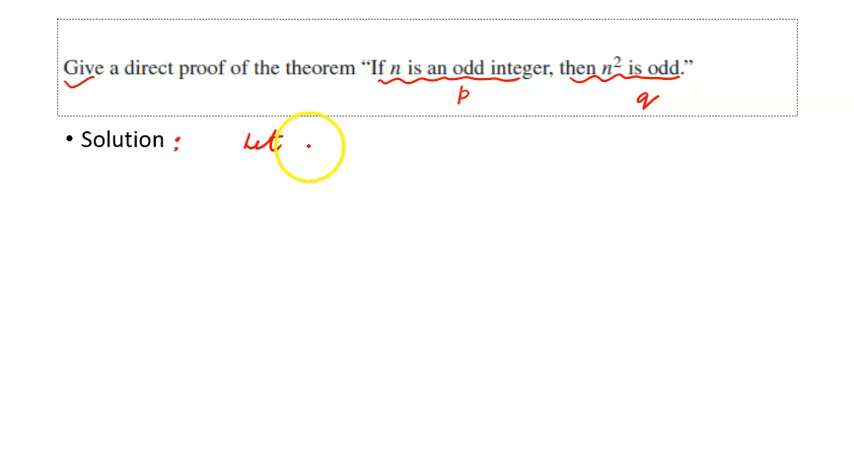 Give a direct proof of the theorem “If n is an odd integer, then n² is odd.”
p q
• Solution : Let